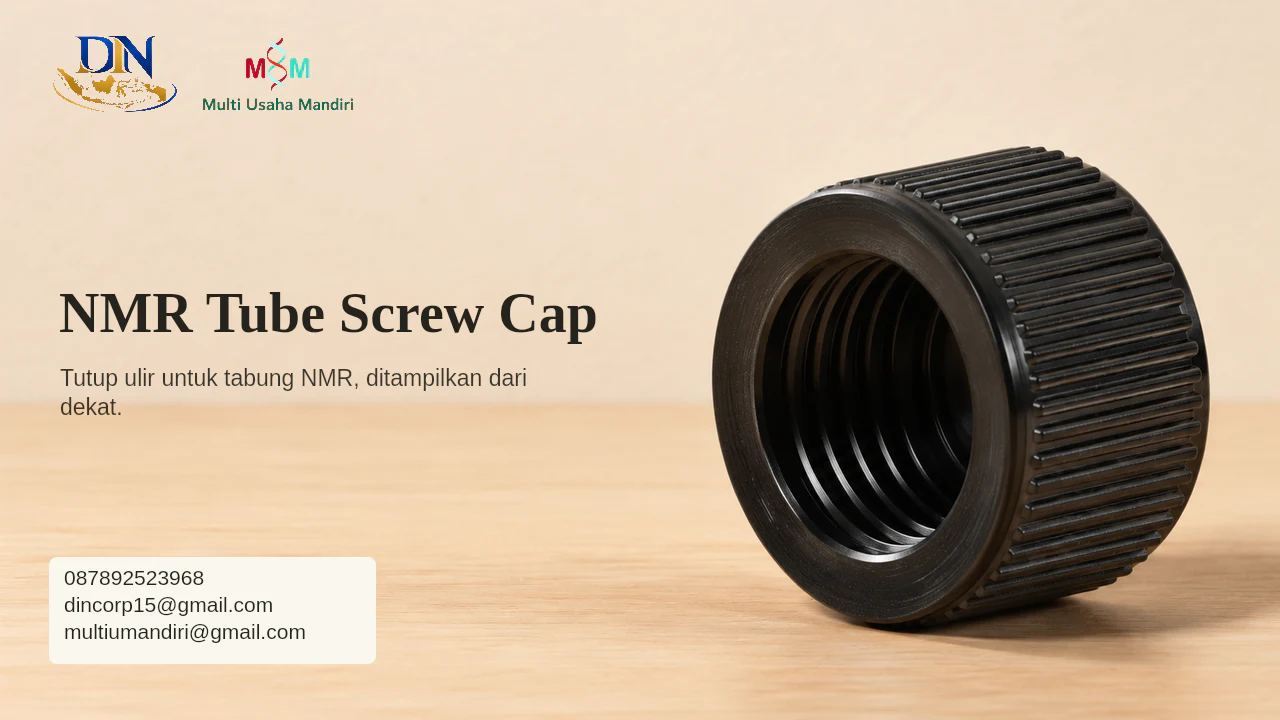 DIN
MSM
Multi Usaha Mandiri
NMR Tube Screw Cap
Tutup ulir untuk tabung NMR, ditampilkan dari
dekat.
087892523968
dincorp15@gmail.com
multiumandiri@gmail.com